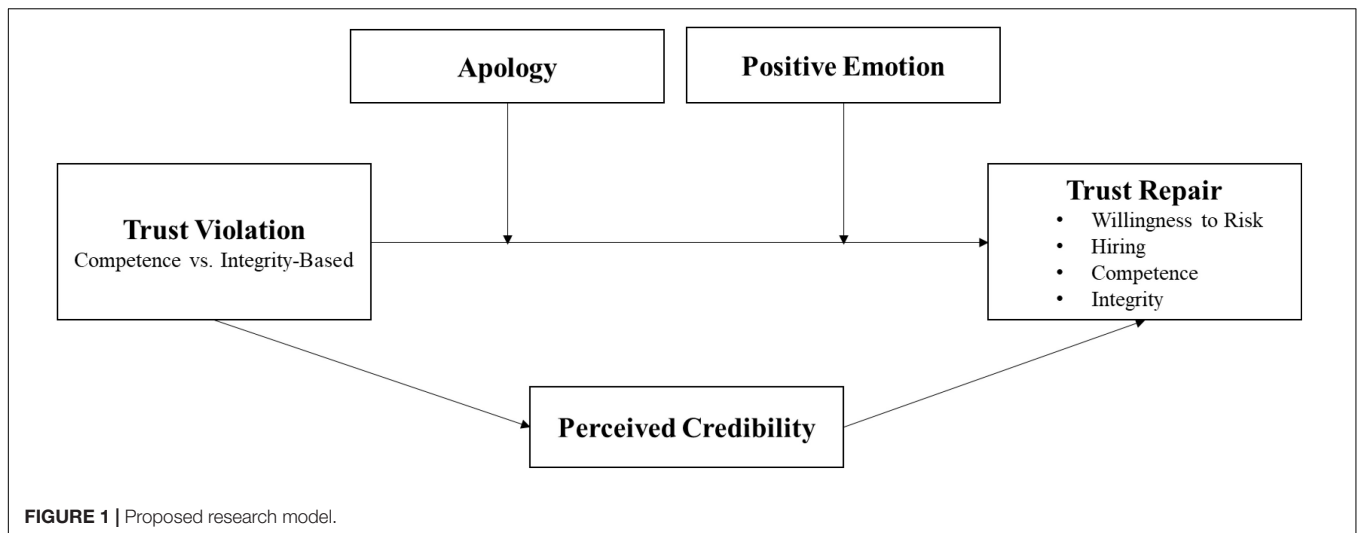 Apology
Positive Emotion
Trust Violation
Competence vs. Integrity-Based
Trust Repair
• Willingness to Risk
• Hiring
• Competence
• Integrity
Perceived Credibility
FIGURE 1 | Proposed research model.